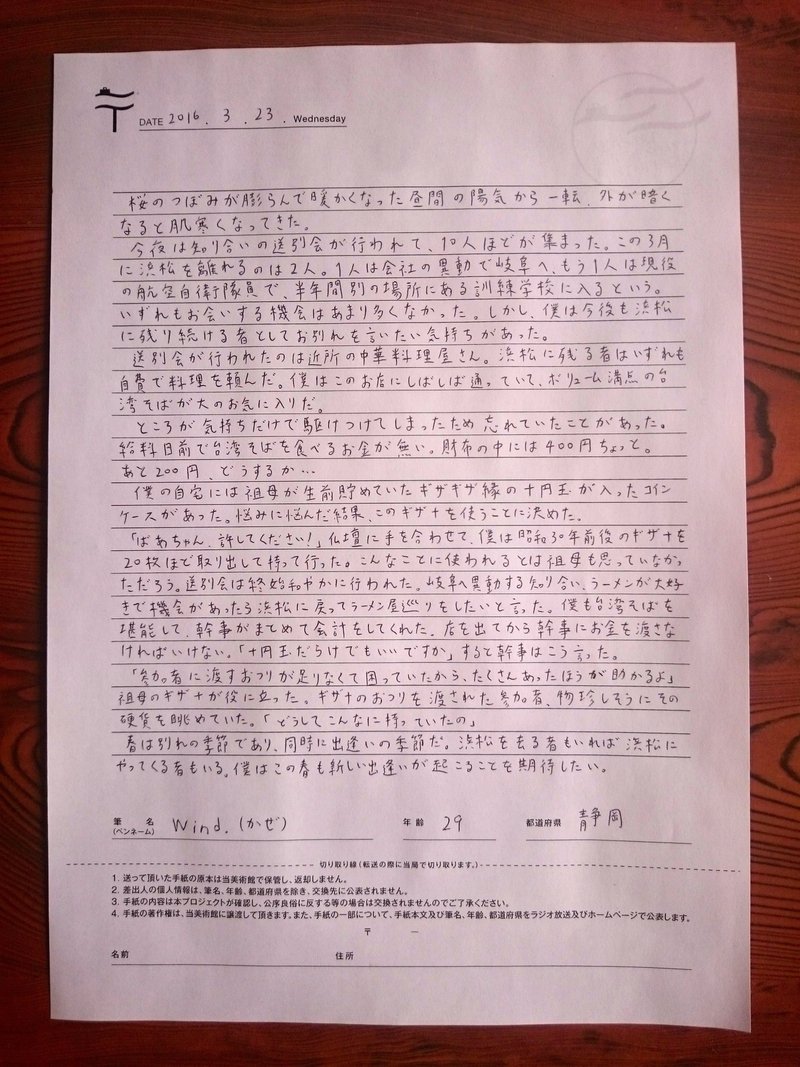 DATE 2016 . 3 . 23 . Wednesday
桜のつぼみが膨らんで暖かくなった昼間の陽気から一転、外が暗く
なると肌寒くなってきた。
今夜は知り合いの送別会が行われて、10人ほどが集まった。この3月
に浜松を離れるのは2人。1人は会社の異動で岐阜へ、もう1人は現役
の航空自衛隊員で、半年間別の場所にある訓練学校に入るという。
いずれもお会いする機会はあまり多くなかった。しかし、僕は今後も浜松
に残り続ける者としてお別れを言いたい気持ちがあった。
送別会が行われたのは近所の中華料理屋さん。浜松に残る者はいずれも
自費で料理を頼んだ。僕はこのお店にしばしば通っていて、ボリューム満点の台
湾そばが大のお気に入りだ。
ところが気持ちだけで駆けつけてしまったため忘れていたことがあった。
給料日前で台湾そばを食べるお金が無い。財布の中には400円ちょっと。
あと200円、どうするか…
僕の自宅には祖母が生前貯めていたギザギザ縁の十円玉が入ったコイン
ケースがあった。悩みに悩んだ結果、このギザ十を使うことに決めた。
「ばあちゃん、許してください!」仏壇に手を合わせて、僕は昭和30年前後のギザ十を
20枚ほど取り出して持って行った。こんなことに使われるとは祖母も思っていなかっ
ただろう。送別会は終始和やかに行われた。岐阜へ異動する知り合い、ラーメンが大好
きで機会があったら浜松に戻ってラーメン屋巡りをしたいと言った。僕も台湾そばを
堪能して、幹事がまとめて会計をしてくれた。店を出てから幹事にお金を渡さな
ければいけない。「十円玉だらけでもいいですか」すると幹事はこう言った。
「参加者に渡すおつりが足りなくて困っていたから、たくさんあったほうが助かるよ」
祖母のギザ十が役に立った。ギザ十のおつりを渡された参加者、物珍しそうにその
硬貨を眺めていた。「どうしてこんなに持っていたの」
春は別れの季節であり、同時に出逢いの季節だ。浜松を去る者もいれば浜松に
やってくる者もいる。僕はこの春も新しい出逢いが起こることを期待したい。
筆名(ペンネーム) Wind.(かぜ) 年齢 29 都道府県 静岡
切り取り線(転送の際に当局で切り取ります。)
1. 送って頂いた手紙の原本は当美術館で保管し、返却しません。
2. 差出人の個人情報は、筆名、年齢、都道府県を除き、交換先に公表されません。
3. 手紙の内容は本プロジェクトが確認し、公序良俗に反する等の場合は交換されませんのでご了承ください。
4. 手紙の著作権は、当美術館に譲渡して頂きます。また、手紙の一部について、手紙本文及び筆名、年齢、都道府県をラジオ放送及びホームページで公表します。
〒 ―
名前 住所